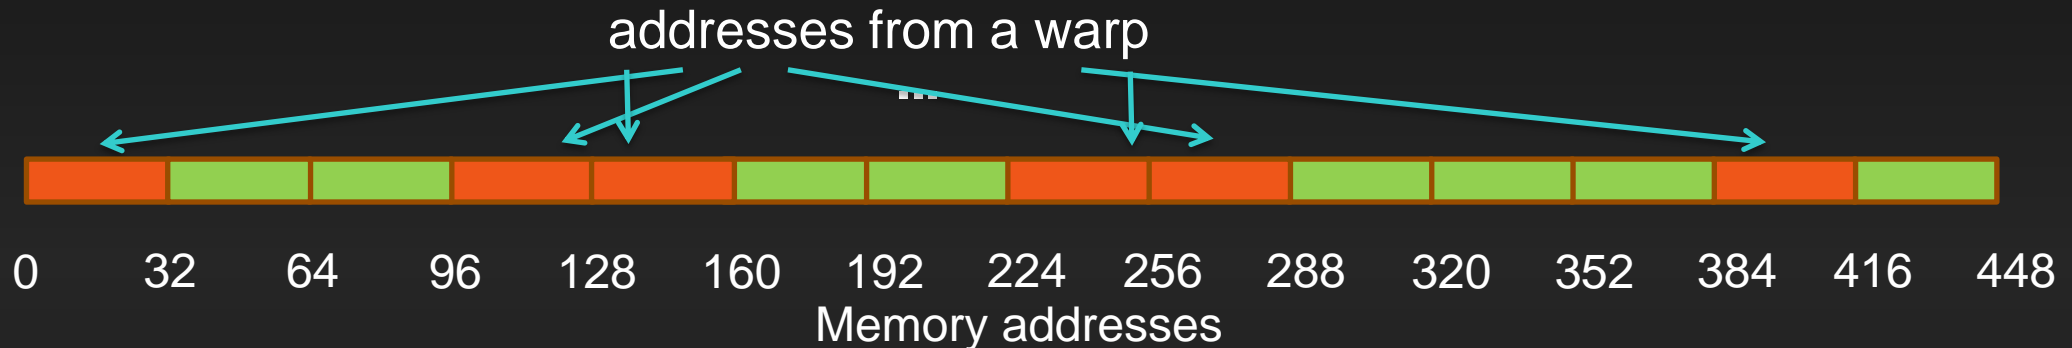 addresses from a warp
...
0 32 64 96 128 160 192 224 256 288 320 352 384 416 448
Memory addresses